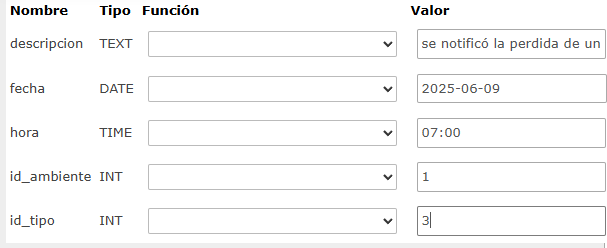 Nombre Tipo Función Valor
descripcion TEXT se notificó la perdida de un
fecha DATE 2025-06-09
hora TIME 07:00
id_ambiente INT 1
id_tipo INT 3